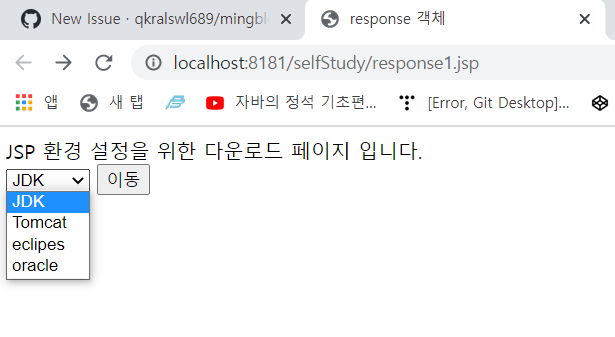 New Issue · qkralswl689/mingbl
response 객체
localhost:8181/selfStudy/response1.jsp
앱 새 탭 자바의 정석 기초편... [Error, Git Desktop]...
JSP 환경 설정을 위한 다운로드 페이지 입니다.
JDK 이동
JDK
Tomcat
eclipes
oracle